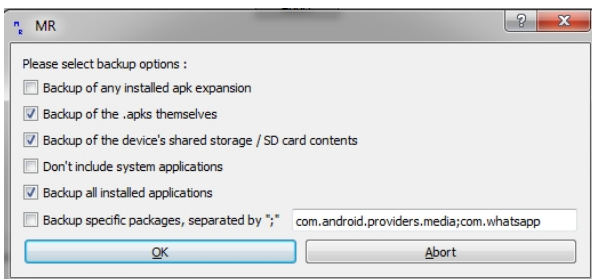 MR
Please select backup options :
Backup of any installed apk expansion
Backup of the .apks themselves
Backup of the device's shared storage / SD card contents
Don't include system applications
Backup all installed applications
Backup specific packages, separated by ";" com.android.providers.media;com.whatsapp
OK Abort